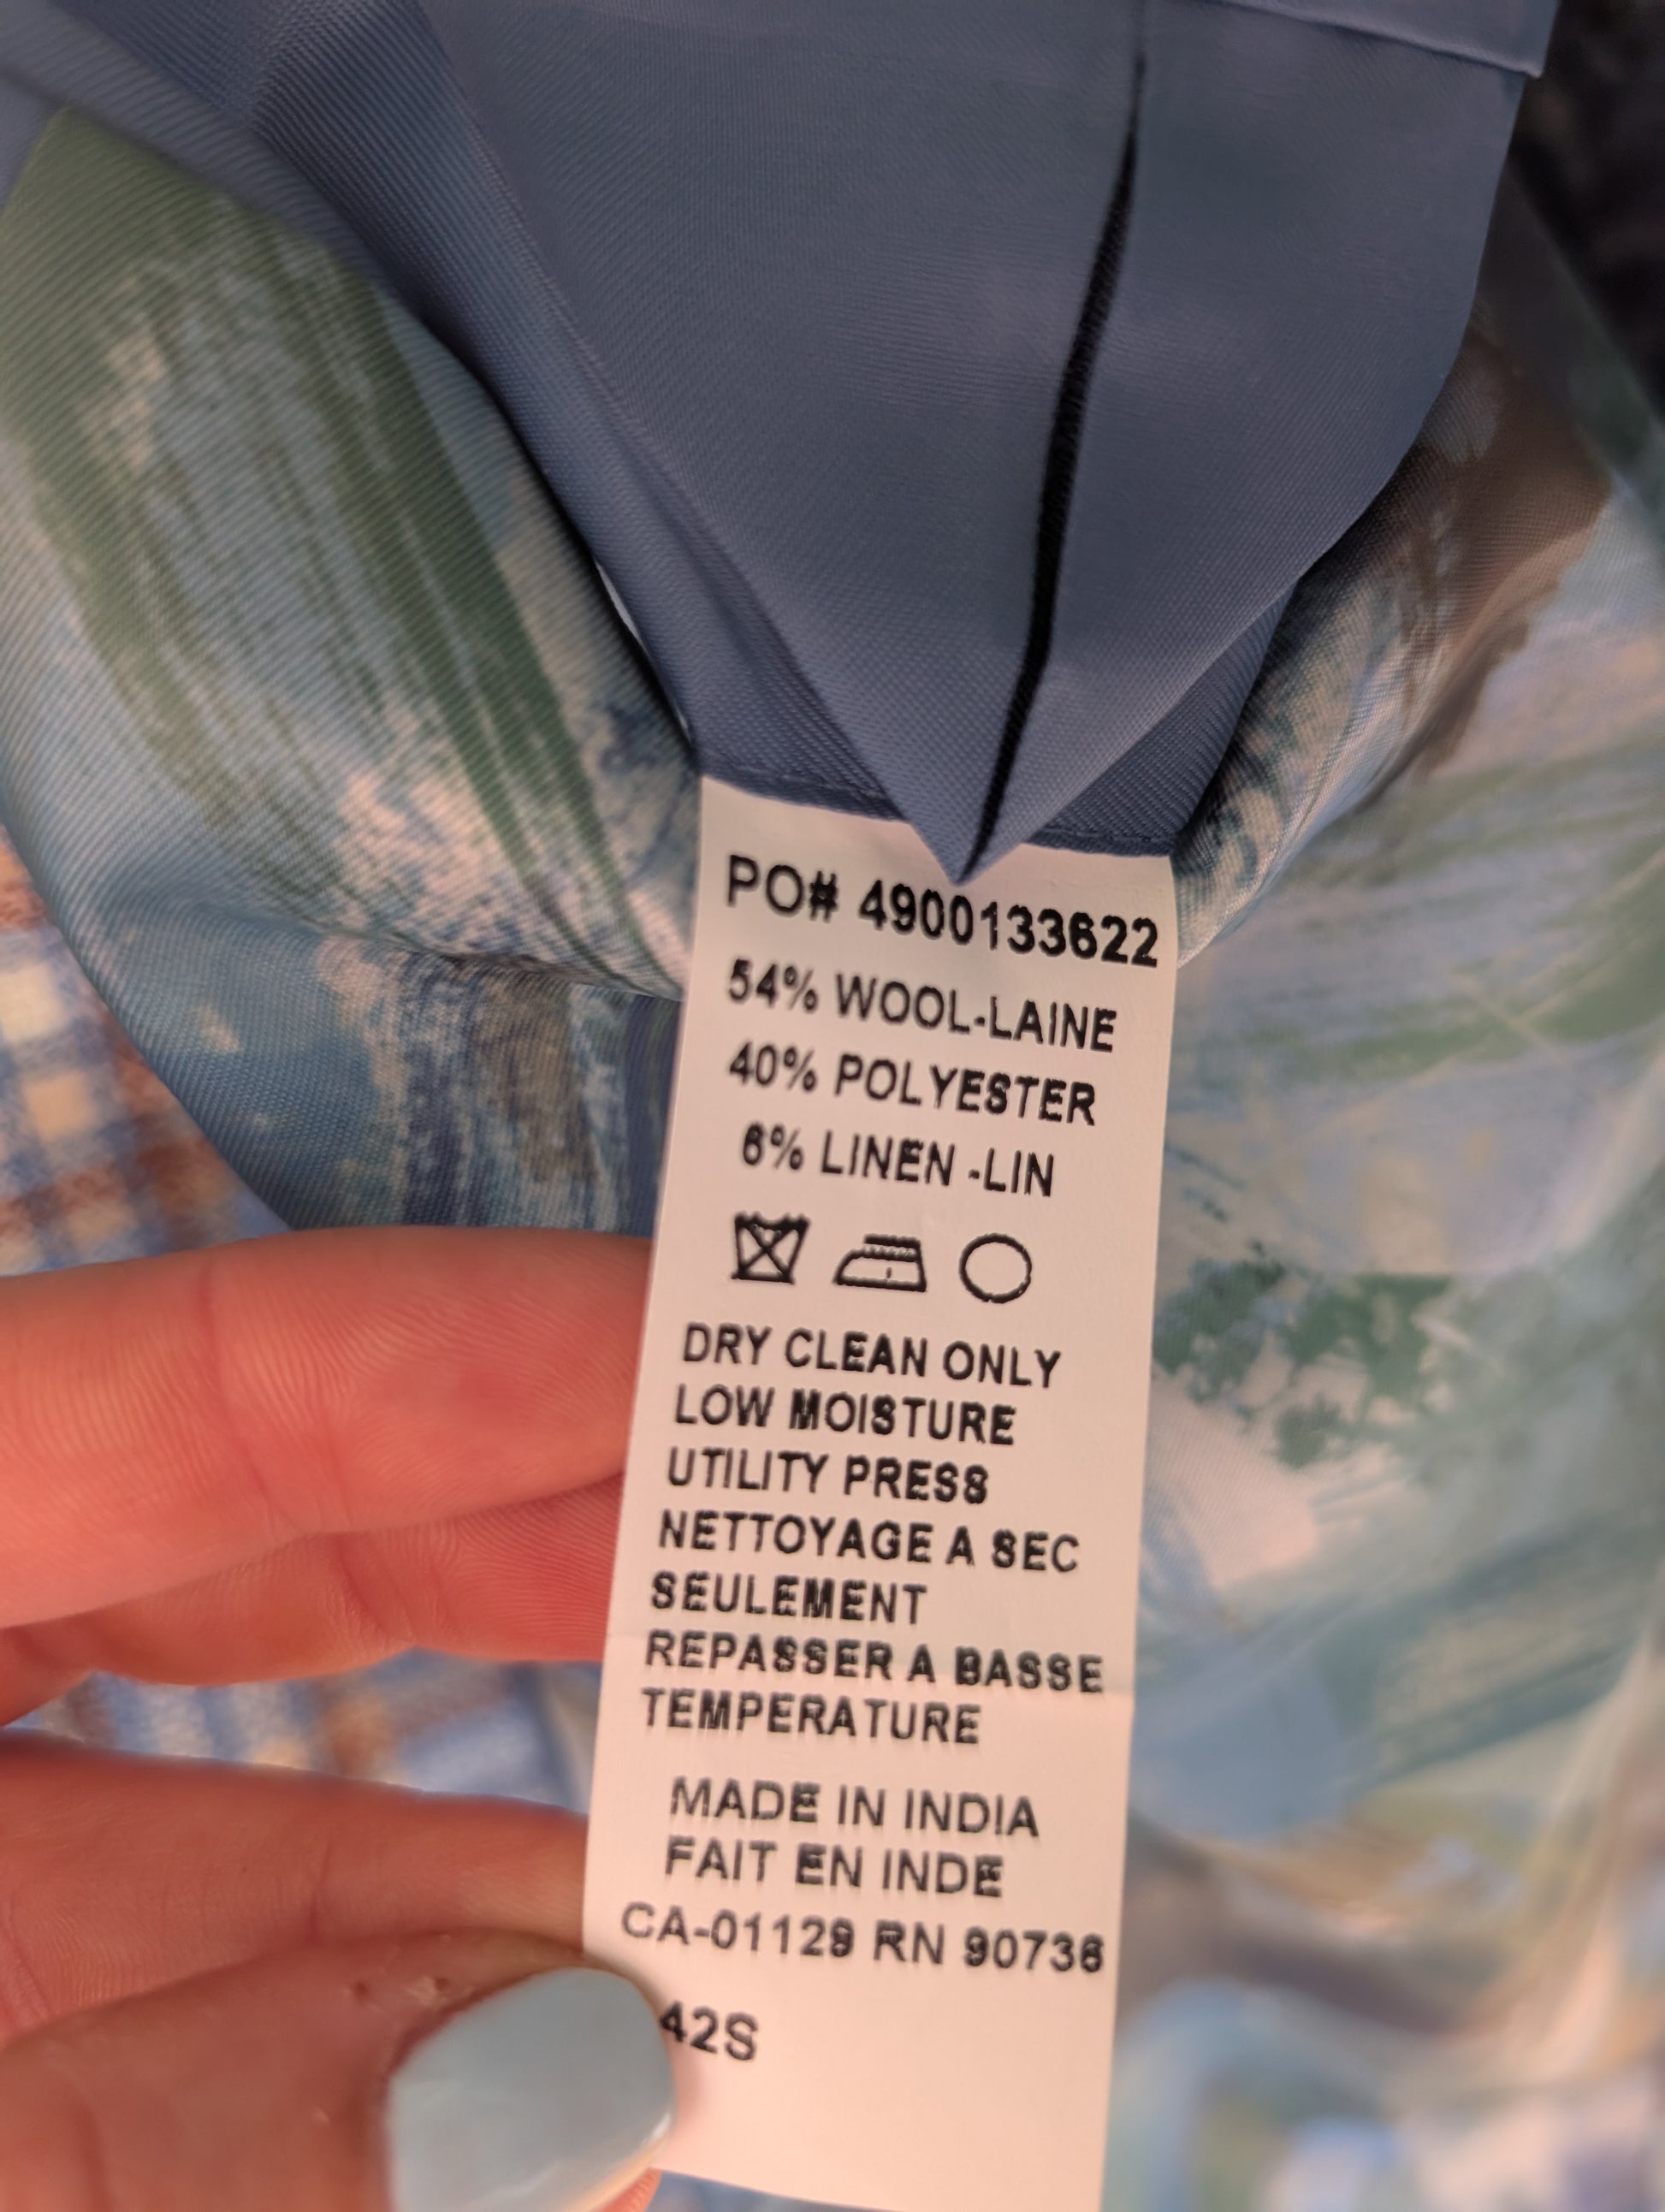 PO# 4900133622
54% WOOL-LAINE
40% POLYESTER
6% LINEN -LIN
DRY CLEAN ONLY
LOW MOISTURE
UTILITY PRESS
NETTOYAGE A SEC
SEULEMENT
REPASSER A BASSE
TEMPERATURE
MADE IN INDIA
FAIT EN INDE
CA-01129 RN 90736
42S